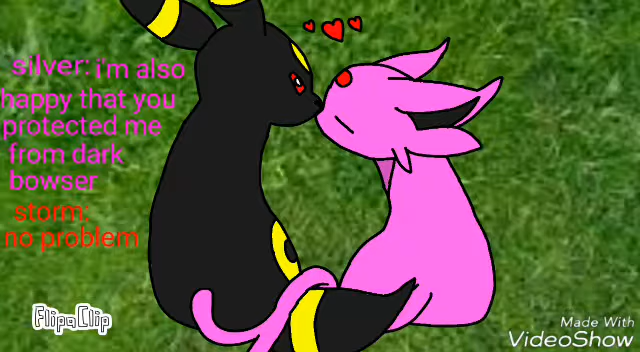 silver: i'm also
happy that you
protected me
from dark
bowser
storm:
no problem
FlipaClip
Made With
VideoShow